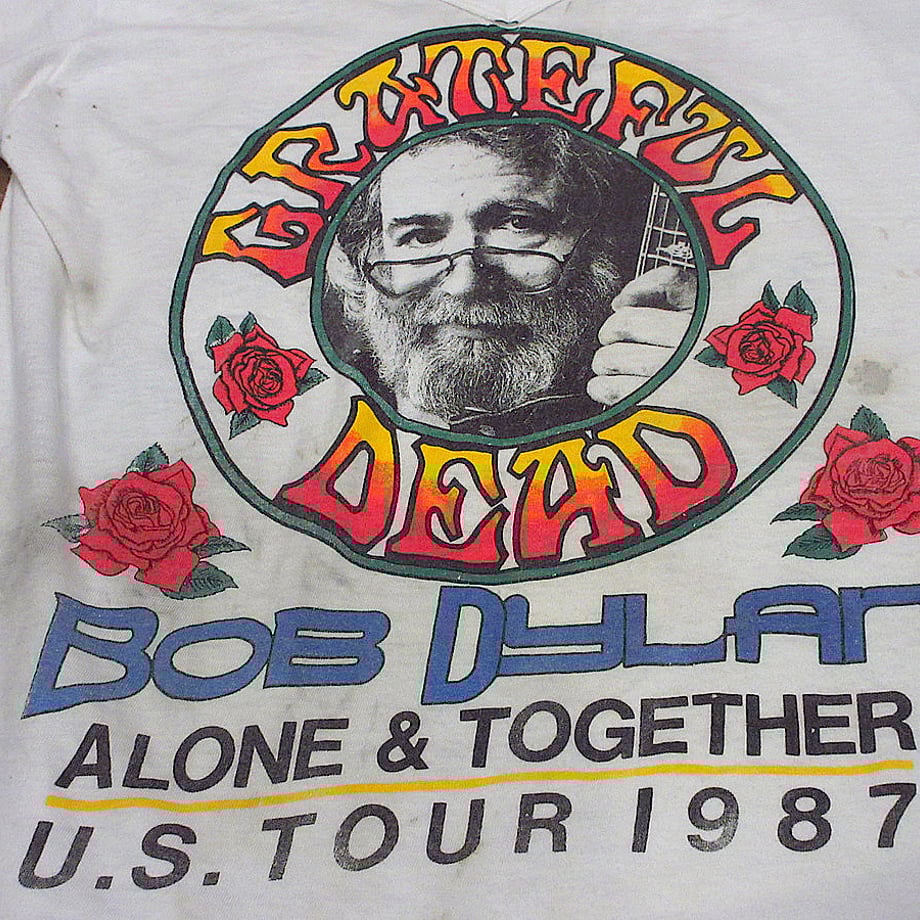 GRATEFUL
DEAD
BOB DYLAN
ALONE & TOGETHER
U.S. TOUR 1987